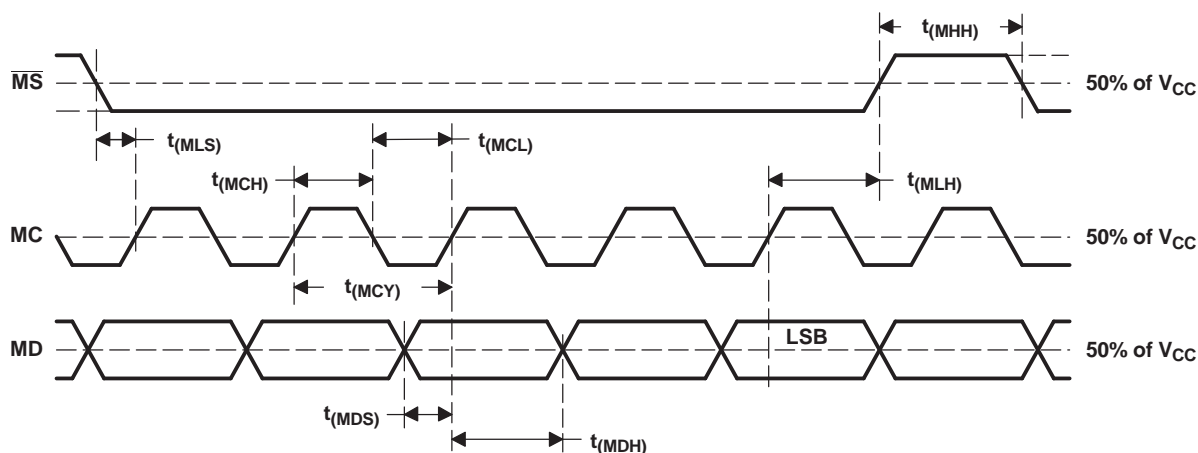 t(MHH)
MS
50% of VCC
t(MLS)
t(MCL)
t(MCH)
t(MLH)
MC
50% of VCC
t(MCY)
MD
LSB
50% of VCC
t(MDS)
t(MDH)